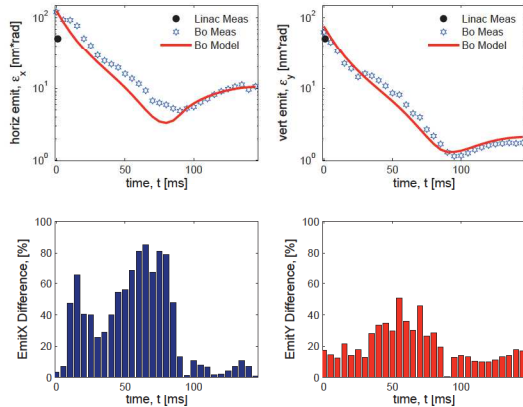 horiz emit, ε_x [nm*rad]
10²
10¹
10⁰
Linac Meas
Bo Meas
Bo Model
0 50 100
time, t [ms]
vert emit, ε_y [nm*rad]
10²
10¹
10⁰
Linac Meas
Bo Meas
Bo Model
0 50 100
time, t [ms]
EmitX Difference, [%]
100
80
60
40
20
0
0 50 100
time, t [ms]
EmitY Difference, [%]
100
80
60
40
20
0
0 50 100
time, t [ms]